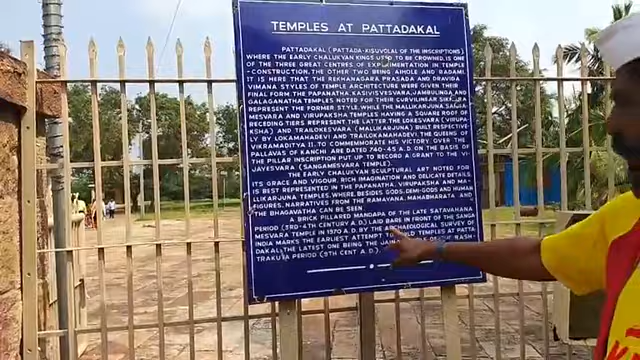 TEMPLES AT PATTADAKAL
PATTADAKAL (PATTADA-KISUVOLAL OF THE INSCRIPTIONS)
WHERE THE EARLY CHALUKYAN KINGS USED TO BE CROWNED, IS ONE
OF THE THREE GREAT CENTRES OF EXPERIMENTATION IN TEMPLE
CONSTRUCTION. THE OTHER TWO BEING AIHOLE AND BADAMI.
IT IS HERE THAT THE REKHANAGARA PRASADA AND DRAVIDA
VIMANA STYLES OF TEMPLE ARCHITECTURE WERE GIVEN THEIR
FINAL FORM. THE PAPANATHA, KASIVISVESVARA, JAMBULINGA AND
GALAGANATHA TEMPLES NOTED FOR THEIR CURVILINEAR SIKHARA
REPRESENT THE FORMER STYLE, WHILE THE MALLIKARJUNA, SANGA-
MESVARA AND VIRUPAKSHA TEMPLES HAVING A SQUARE ROOF OF
RECEDING TIERS REPRESENT THE LATTER. THE LOKESVARA (VIRUPA-
KSHA) AND TRAILOKESVARA (MALLIKARJUNA) BUILT RESPECTIVE-
LY BY LOKAMAHADEVI AND TRAILOKYAMAHADEVI, THE QUEENS OF
VIKRAMADITYA II. TO COMMEMORATE HIS VICTORY OVER THE
PALLAVAS OF KANCHI ARE DATED 740-45 A.D. ON THE BASIS OF
THE PILLAR INSCRIPTION PUT UP TO RECORD A GRANT TO THE VI-
JAYESVARA (SANGAMESVARA TEMPLE)
THE EARLY CHALUKYAN SCULPTURAL ART NOTED FOR
ITS GRACE AND VIGOUR RICH IMAGINATION AND DELICATE DETAILS,
IS BEST REPRESENTED IN THE PAPANATHA, VIRUPAKSHA AND MA-
LLIKARJUNA TEMPLES, WHERE BESIDES GODS, DEMI-GODS AND HUMAN
FIGURES, NARRATIVES FROM THE RAMAYANA, MAHABHARATA AND
THE BHAGAVATHA CAN BE SEEN
A BRICK PILLARED MANDAPA OF THE LATE SATAVAHANA
PERIOD (3RD-4TH CENTURY A.D.) LAID BARE IN FRONT OF THE SANGA
MESVARA TEMPLE IN 1970 A.D. BY THE ARCHAEOLOGICAL SURVEY OF
INDIA MARKS THE EARLIEST ATTEMPT TO BUILD TEMPLES AT PATTA
DAKAL, THE LATEST ONE BEING THE OF RASH-
TRAKUTA PERIOD (9TH CENT A.D.)